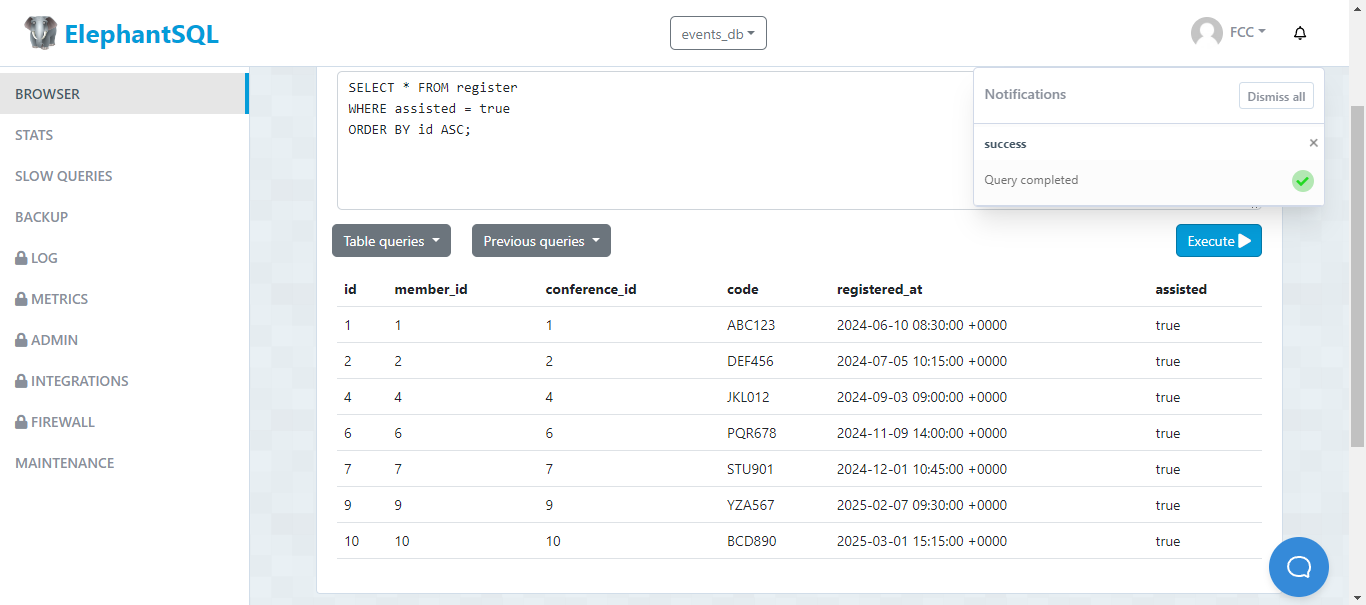 ElephantSQL
events_db
FCC
BROWSER
STATS
SLOW QUERIES
BACKUP
LOG
METRICS
ADMIN
INTEGRATIONS
FIREWALL
MAINTENANCE
SELECT * FROM register
WHERE assisted = true
ORDER BY id ASC;
Notifications
Dismiss all
success
Query completed
Table queries
Previous queries
Execute
id member_id conference_id code registered_at assisted
1 1 1 ABC123 2024-06-10 08:30:00 +0000 true
2 2 2 DEF456 2024-07-05 10:15:00 +0000 true
4 4 4 JKL012 2024-09-03 09:00:00 +0000 true
6 6 6 PQR678 2024-11-09 14:00:00 +0000 true
7 7 7 STU901 2024-12-01 10:45:00 +0000 true
9 9 9 YZA567 2025-02-07 09:30:00 +0000 true
10 10 10 BCD890 2025-03-01 15:15:00 +0000 true